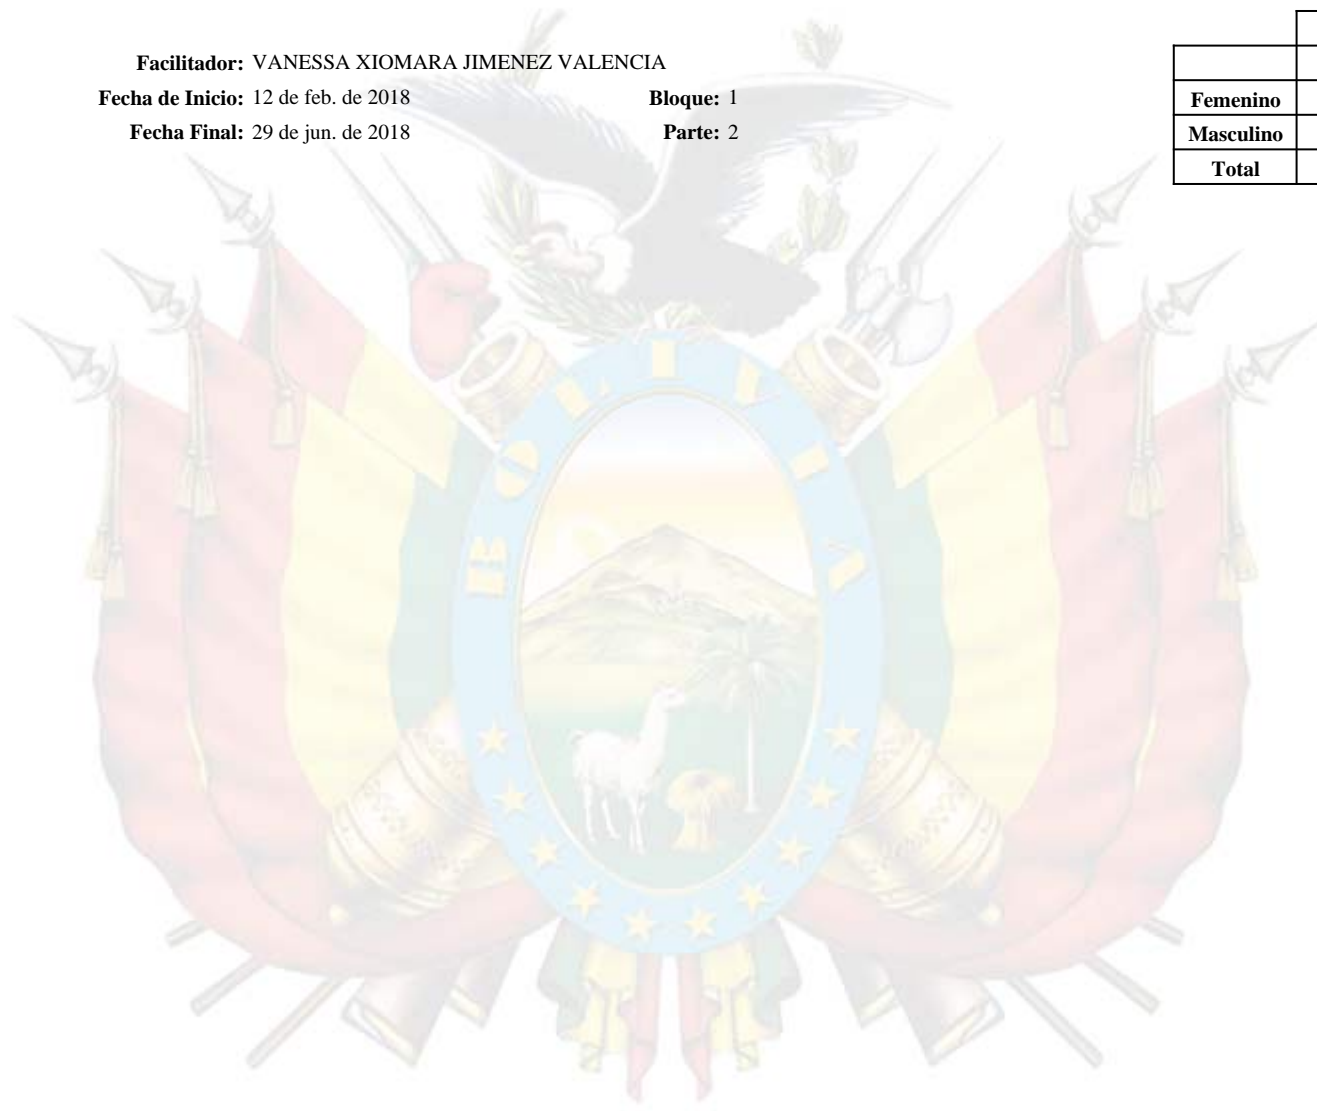 Facilitador: VANESSA XIOMARA JIMENEZ VALENCIA
Fecha de Inicio: 12 de feb. de 2018 Bloque: 1
Fecha Final: 29 de jun. de 2018 Parte: 2
Femenino
Masculino
Total
BOLIVIA